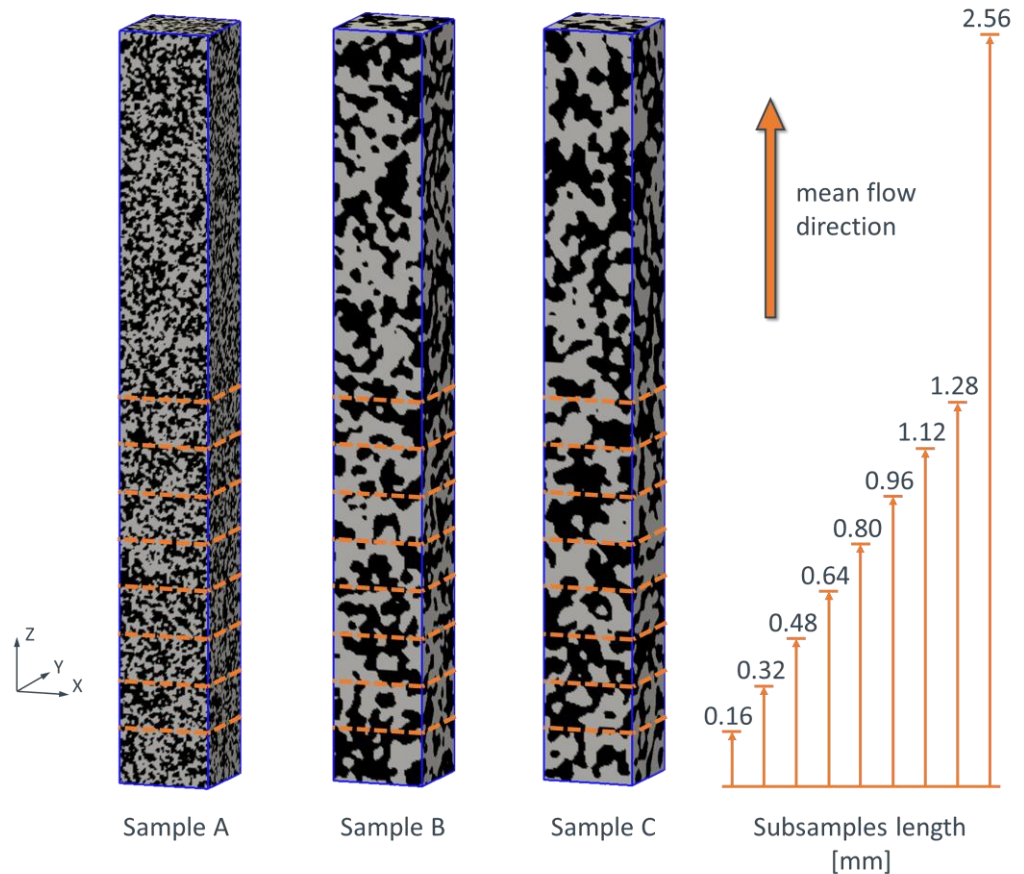 2.56
mean flow
direction
1.28
1.12
0.96
0.80
0.64
0.48
0.32
0.16
Z
Y
X
Sample A
Sample B
Sample C
Subsamples length
[mm]